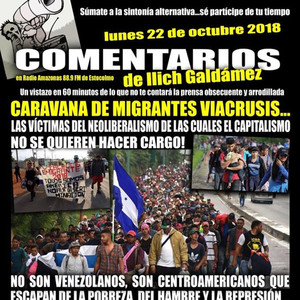 Súmate a la sintonía alternativa...sé partícipe de tu tiempo
lunes 22 de octubre 2018
COMENTARIOS
en Radio Amazonas 88.9 FM de Estocolmo
de Ilich Galdámez
Un vistazo en 60 minutos de lo que no te contará la prensa obsecuente y arrodillada
CARAVANA DE MIGRANTES VIACRUSIS...
LAS VÍCTIMAS DEL NEOLIBERALISMO DE LAS CUALES EL CAPITALISMO
NO SE QUIEREN HACER CARGO!
NO SON VENEZOLANOS, SON CENTROAMERICANOS QUE
ESCAPAN DE LA POBREZA, DEL HAMBRE Y LA REPRESIÓN...